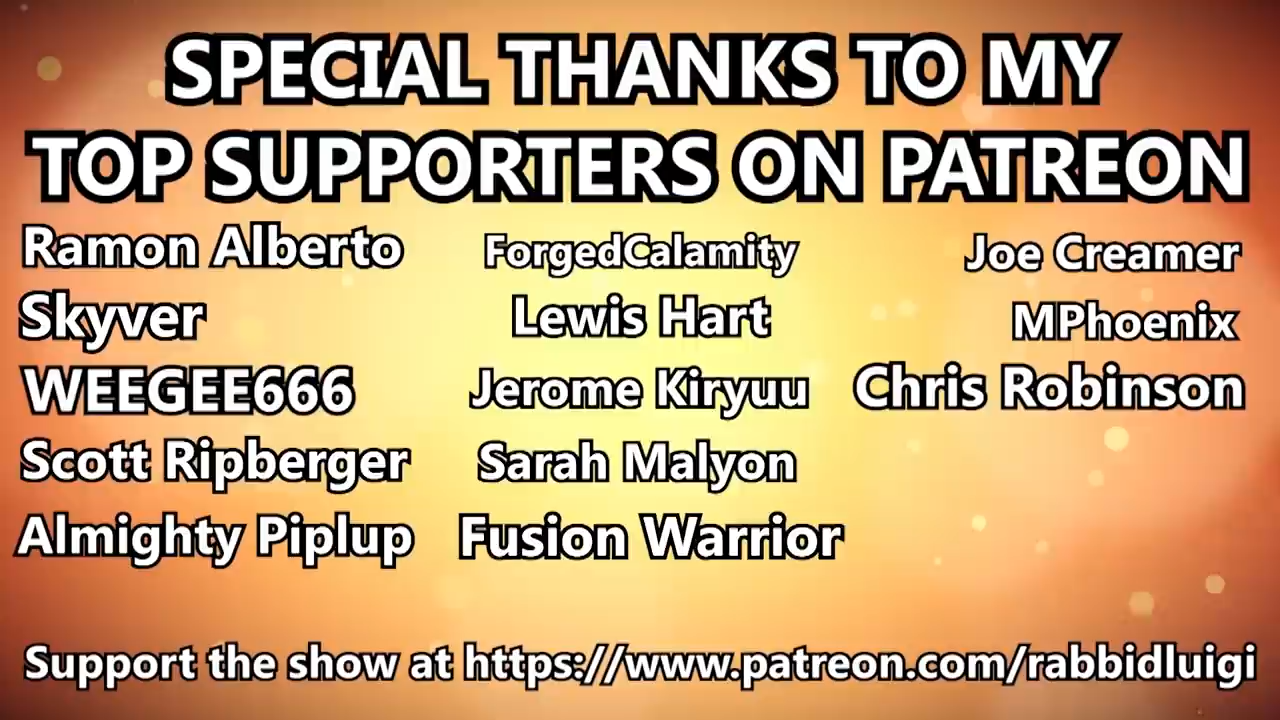 SPECIAL THANKS TO MY
TOP SUPPORTERS ON PATREON
Ramon Alberto
Skyver
WEEGEE666
Scott Ripberger
Almighty Piplup
ForgedCalamity
Lewis Hart
Jerome Kiryuu
Sarah Malyon
Fusion Warrior
Joe Creamer
MPhoenix
Chris Robinson
Support the show at https://www.patreon.com/rabbidluigi